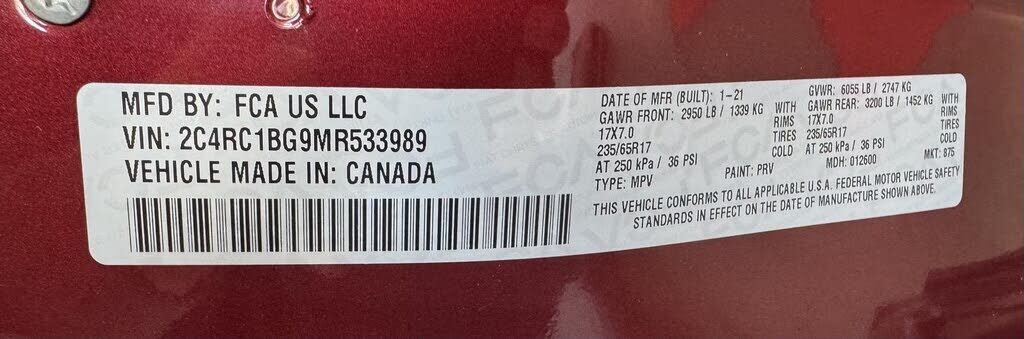 MFD BY: FCA US LLC
VIN: 2C4RC1BG9MR533989
VEHICLE MADE IN: CANADA
DATE OF MFR (BUILT): 1-21
GAWR FRONT: 2950 LB / 1339 KG WITH
17X7.0 RIMS
235/65R17 TIRES
AT 250 kPa / 36 PSI COLD
TYPE: MPV
PAINT: PRV
GVWR: 6055 LB / 2747 KG
GAWR REAR: 3200 LB / 1452 KG WITH
17X7.0 RIMS
235/65R17 TIRES
AT 250 kPa / 36 PSI COLD
MDH: 012600
MKT: 875
THIS VEHICLE CONFORMS TO ALL APPLICABLE U.S.A. FEDERAL MOTOR VEHICLE SAFETY
STANDARDS IN EFFECT ON THE DATE OF MANUFACTURE SHOWN ABOVE.